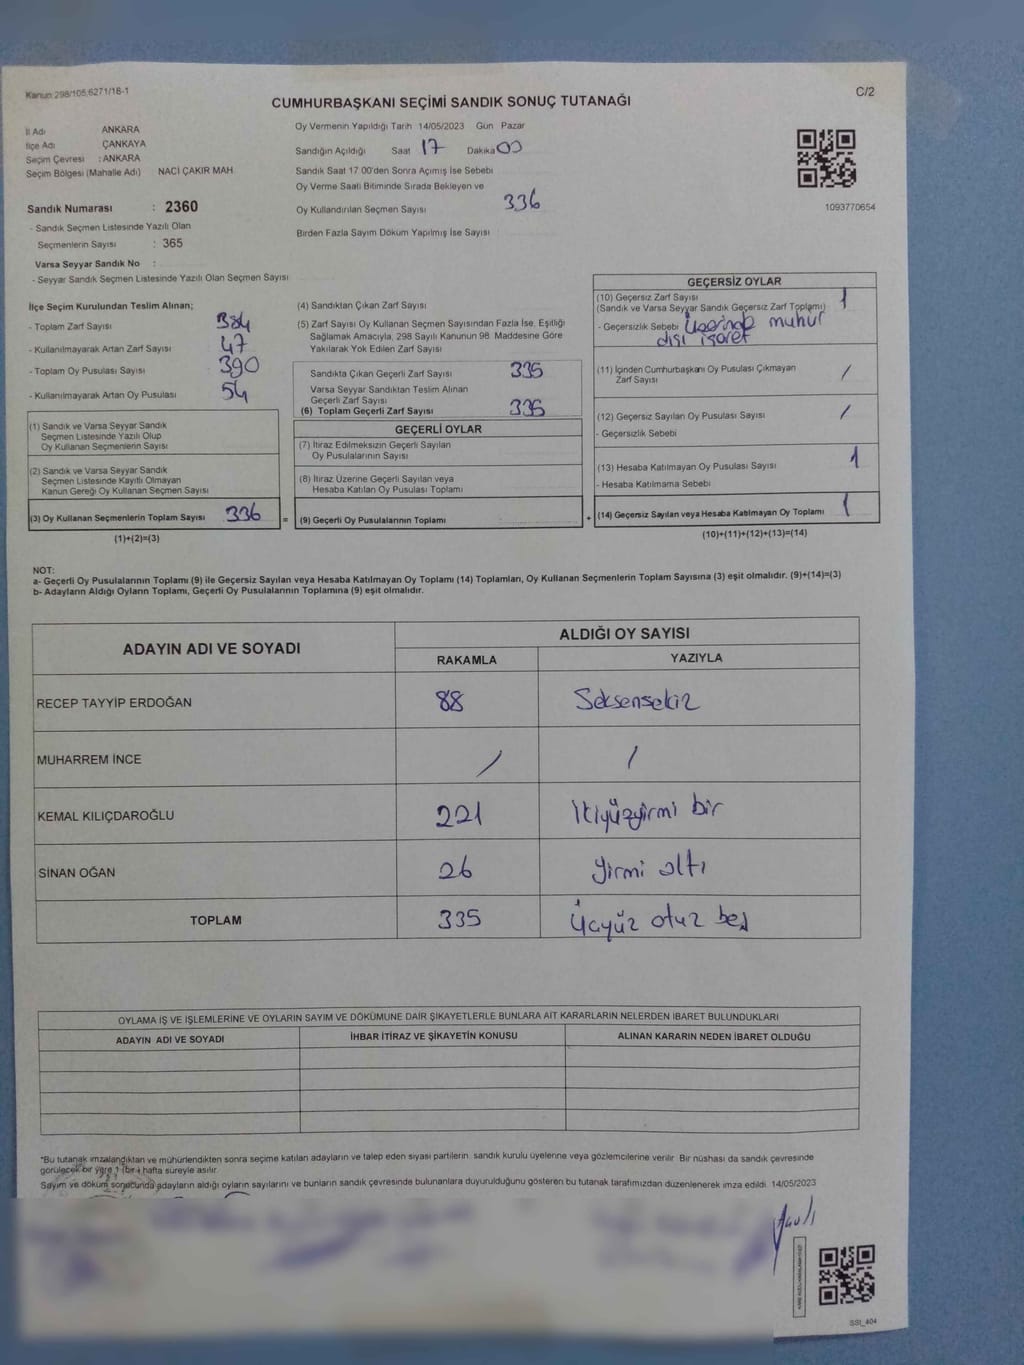 Kanun 298/105,6271/18-1
C/2
CUMHURBAŞKANI SEÇİMİ SANDIK SONUÇ TUTANAĞI
İl Adı ANKARA
İlçe Adı ÇANKAYA
Seçim Çevresi : ANKARA
Seçim Bölgesi (Mahalle Adı) NACİ ÇAKIR MAH.
Sandık Numarası : 2360
- Sandık Seçmen Listesinde Yazılı Olan
Seçmenlerin Sayısı : 365
Varsa Seyyar Sandık No :
- Seyyar Sandık Seçmen Listesinde Yazılı Olan Seçmen Sayısı
Oy Vermenin Yapıldığı Tarih 14/05/2023 Gün Pazar
Sandığın Açıldığı Saat 17 Dakika 00
Sandık Saat 17.00'den Sonra Açımış İse Sebebi
Oy Verme Saati Bitiminde Sırada Bekleyen ve
Oy Kullandırılan Seçmen Sayısı 336
Birden Fazla Sayım Döküm Yapılmış İse Sayısı
1093770654
İlçe Seçim Kurulundan Teslim Alınan;
- Toplam Zarf Sayısı 384
- Kullanılmayarak Artan Zarf Sayısı 47
- Toplam Oy Pusulası Sayısı 390
- Kullanılmayarak Artan Oy Pusulası 54
(1) Sandık ve Varsa Seyyar Sandık
Seçmen Listesinde Yazılı Olup
Oy Kullanan Seçmenlerin Sayısı
(2) Sandık ve Varsa Seyyar Sandık
Seçmen Listesinde Kayıtlı Olmayan
Kanun Gereği Oy Kullanan Seçmen Sayısı
(3) Oy Kullanan Seçmenlerin Toplam Sayısı 336 =
(1)+(2)=(3)
(4) Sandıktan Çıkan Zarf Sayısı
(5) Zarf Sayısı Oy Kullanan Seçmen Sayısından Fazla İse, Eşitliği
Sağlamak Amacıyla, 298 Sayılı Kanunun 98. Maddesine Göre
Yakılarak Yok Edilen Zarf Sayısı
Sandıkta Çıkan Geçerli Zarf Sayısı 335
Varsa Seyyar Sandıktan Teslim Alınan
Geçerli Zarf Sayısı
(6) Toplam Geçerli Zarf Sayısı 335
GEÇERLİ OYLAR
(7) İtiraz Edilmeksizin Geçerli Sayılan
Oy Pusulalarının Sayısı
(8) İtiraz Üzerine Geçerli Sayılan veya
Hesaba Katılan Oy Pusulası Toplamı
(9) Geçerli Oy Pusulalarının Toplamı +
GEÇERSİZ OYLAR
(10) Geçersiz Zarf Sayısı 1
(Sandık ve Varsa Seyyar Sandık Geçersiz Zarf Toplamı)
- Geçersizlik Sebebi Üzerinde mühür
dışı işaret
(11) İçinden Cumhurbaşkanı Oy Pusulası Çıkmayan /
Zarf Sayısı
(12) Geçersiz Sayılan Oy Pusulası Sayısı /
- Geçersizlik Sebebi
(13) Hesaba Katılmayan Oy Pusulası Sayısı 1
- Hesaba Katılmama Sebebi
(14) Geçersiz Sayılan veya Hesaba Katılmayan Oy Toplamı 1
(10)+(11)+(12)+(13)=(14)
NOT:
a- Geçerli Oy Pusulalarının Toplamı (9) ile Geçersiz Sayılan veya Hesaba Katılmayan Oy Toplamı (14) Toplamları, Oy Kullanan Seçmenlerin Toplam Sayısına (3) eşit olmalıdır. (9)+(14)=(3)
b- Adayların Aldığı Oyların Toplamı, Geçerli Oy Pusulalarının Toplamına (9) eşit olmalıdır.
ADAYIN ADI VE SOYADI
ALDIĞI OY SAYISI
RAKAMLA YAZIYLA
RECEP TAYYİP ERDOĞAN 88 Seksensekiz
MUHARREM İNCE / /
KEMAL KILIÇDAROĞLU 221 İkiyüzyirmi bir
SİNAN OĞAN 26 Yirmi altı
TOPLAM 335 Üçyüz otuz beş
OYLAMA İŞ VE İŞLEMLERİNE VE OYLARIN SAYIM VE DÖKÜMUNE DAİR ŞİKAYETLERLE BUNLARA AİT KARARLARIN NELERDEN İBARET BULUNDUKLARI
ADAYIN ADI VE SOYADI İHBAR İTİRAZ VE ŞİKAYETİN KONUSU ALINAN KARARIN NEDEN İBARET OLDUĞU
*Bu tutanak imzalandıktan ve mühürlendikten sonra seçime katılan adayların ve talep eden siyasi partilerin sandık kurulu üyelerine veya gözlemcilerine verilir. Bir nüshası da sandık çevresinde
görülecek bir yere 1 (bir) hafta süreyle asılır.
Sayım ve döküm sonucunda adayların aldığı oyların sayılarını ve bunların sandık çevresinde bulunanlara duyurulduğunu gösteren bu tutanak tarafımızdan düzenlenerek imza edildi. 14/05/2023
SSI_404